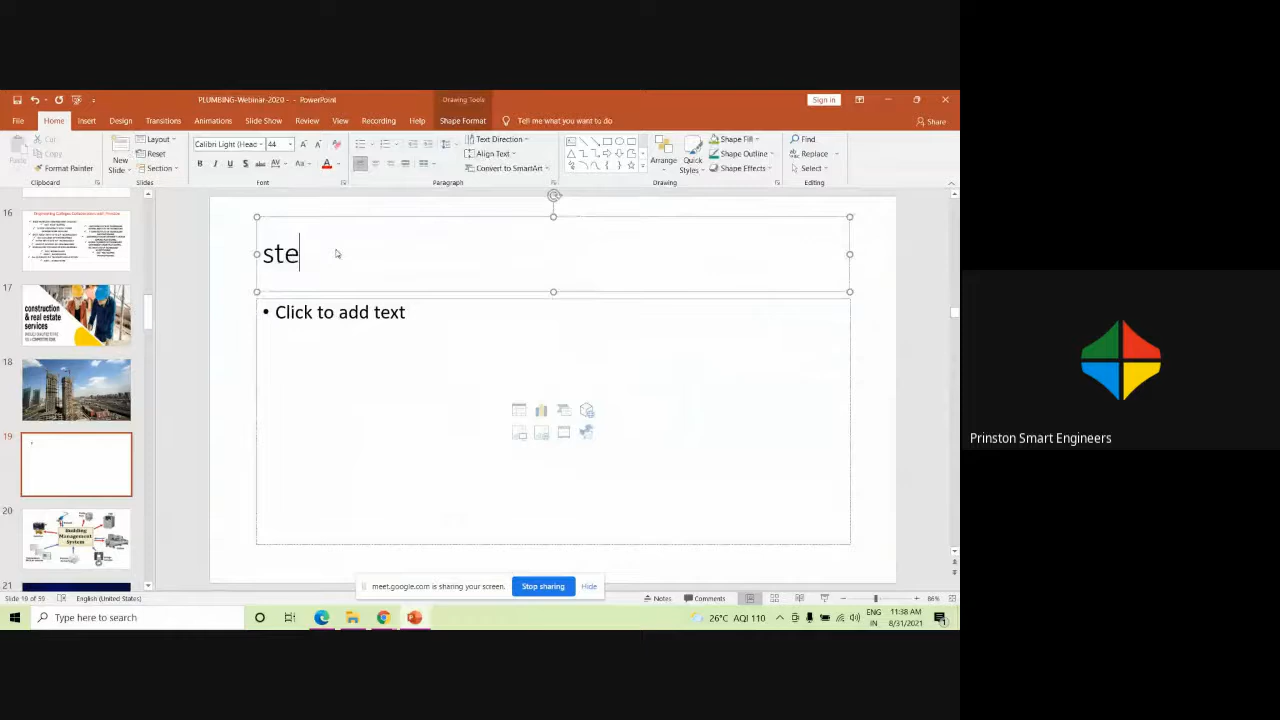 PLUMBING-Webinar-2020 - - PowerPoint
Drawing Tools
Sign in
File Home Insert Design Transitions Animations Slide Show Review View Recording Help Shape Format Tell me what you want to do Share
Paste
Cut
Copy
Format Painter
Clipboard
New Slide
Layout
Reset
Section
Slides
Calibri Light (Head 44
Font
Text Direction
Align Text
Convert to SmartArt
Paragraph
Arrange
Quick Styles
Shape Fill
Shape Outline
Shape Effects
Drawing
Find
Replace
Select
Editing
16
17
construction
& real estate
services
18
19
20
Building
Management
System
21
ste
• Click to add text
meet.google.com is sharing your screen. Stop sharing Hide
Slide 19 of 59 English (United States) Notes Comments 86%
Type here to search
26°C AQI 110
ENG
IN
11:38 AM
8/31/2021
Prinston Smart Engineers